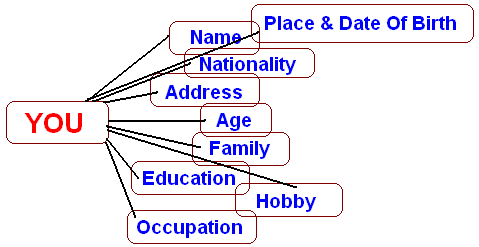 Place & Date Of Birth
Name
Nationality
Address
YOU
Age
Family
Education
Hobby
Occupation